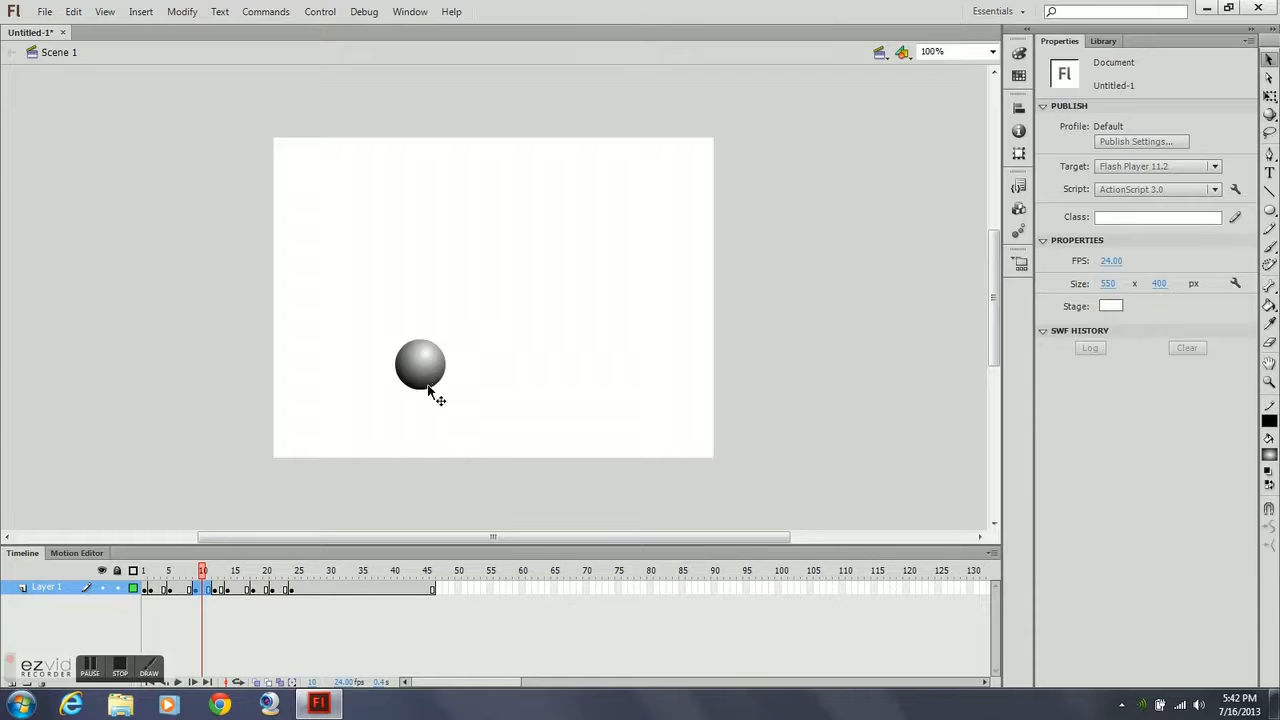 Fl File Edit View Insert Modify Text Commands Control Debug Window Help Essentials
Untitled-1*
Scene 1 100%
Properties Library
Fl Document
Untitled-1
PUBLISH
Profile: Default
Publish Settings...
Target: Flash Player 11.2
Script: ActionScript 3.0
Class:
PROPERTIES
FPS: 24.00
Size: 550 x 400 px
Stage:
SWF HISTORY
Log Clear
Timeline Motion Editor
1 5 10 15 20 25 30 35 40 45 50 55 60 65 70 75 80 85 90 95 100 105 110 115 120 125 130
Layer 1
ezvid
RECORDER
PAUSE STOP DRAW
10 24.00fps 0.4s
Fl
5:42 PM
7/16/2013